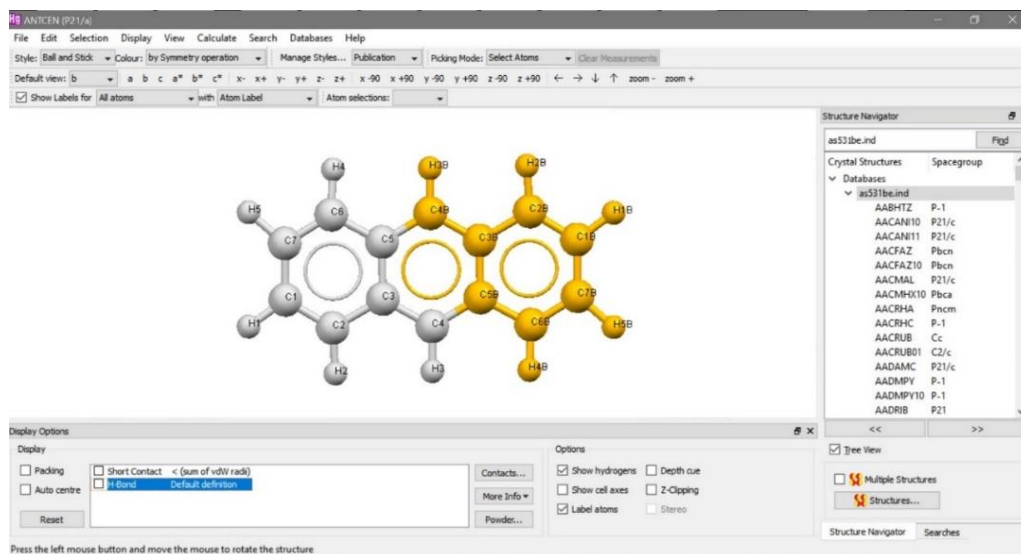 Hg ANTCEN (P21/a)
File Edit Selection Display View Calculate Search Databases Help
Style: Ball and Stick Colour: by Symmetry operation Manage Styles... Publication Picking Mode: Select Atoms Clear Measurements
Default view: b a b c a* b* c* x- x+ y- y+ z- z+ x -90 x +90 y -90 y +90 z -90 z +90 ← → ↓ ↑ zoom - zoom +
Show Labels for All atoms with Atom Label Atom selections:
H4 H3B H2B
H5 C6 C4B C2B H1B
C7 C5 C3B C1B
C1 C3 C5B C7B
H1 C2 C4 C6B H5B
H2 H3 H4B
Structure Navigator
as531be.ind Find
Crystal Structures Spacegroup
Databases
as531be.ind
AABHTZ P-1
AACANI10 P21/c
AACANI11 P21/c
AACFAZ Pbcn
AACFAZ10 Pbcn
AACMAL P21/c
AACMHX10 Pbca
AACRHA Pncm
AACRHC P-1
AACRUB Cc
AACRUB01 C2/c
AADAMC P21/c
AADMPY P-1
AADMPY10 P-1
AADRIB P21
<< >>
Tree View
Multiple Structures
Structures...
Structure Navigator Searches
Display Options
Display
Packing
Auto centre
Reset
Short Contact < (sum of vdW radii)
H-Bond Default definition
Contacts...
More Info
Powder...
Options
Show hydrogens Depth cue
Show cell axes Z-Clipping
Label atoms Stereo
Press the left mouse button and move the mouse to rotate the structure